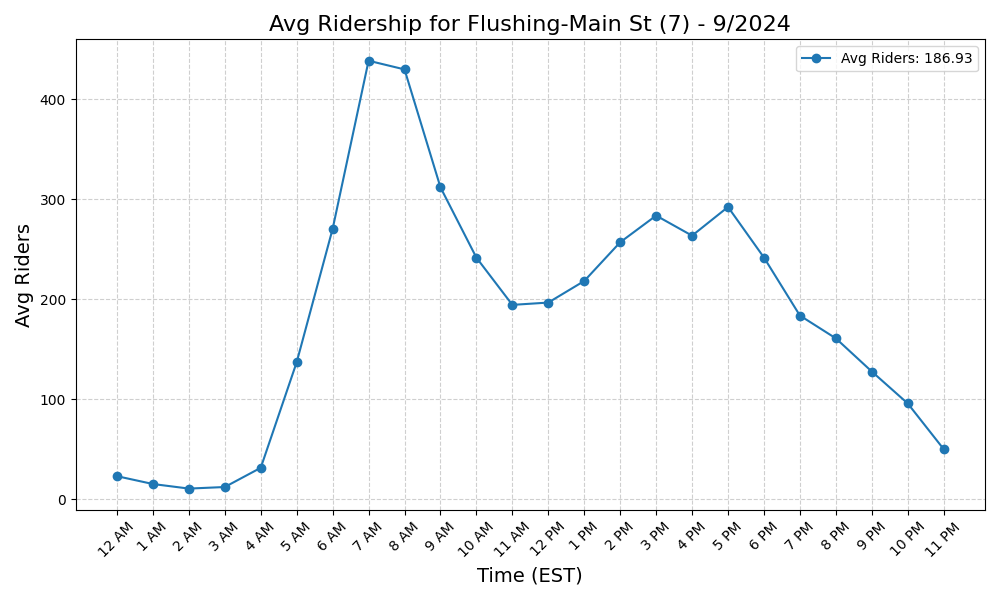 Avg Ridership for Flushing-Main St (7) - 9/2024
Avg Riders: 186.93
Avg Riders
400
300
200
100
0
12 AM
1 AM
2 AM
3 AM
4 AM
5 AM
6 AM
7 AM
8 AM
9 AM
10 AM
11 AM
12 PM
1 PM
2 PM
3 PM
4 PM
5 PM
6 PM
7 PM
8 PM
9 PM
10 PM
11 PM
Time (EST)